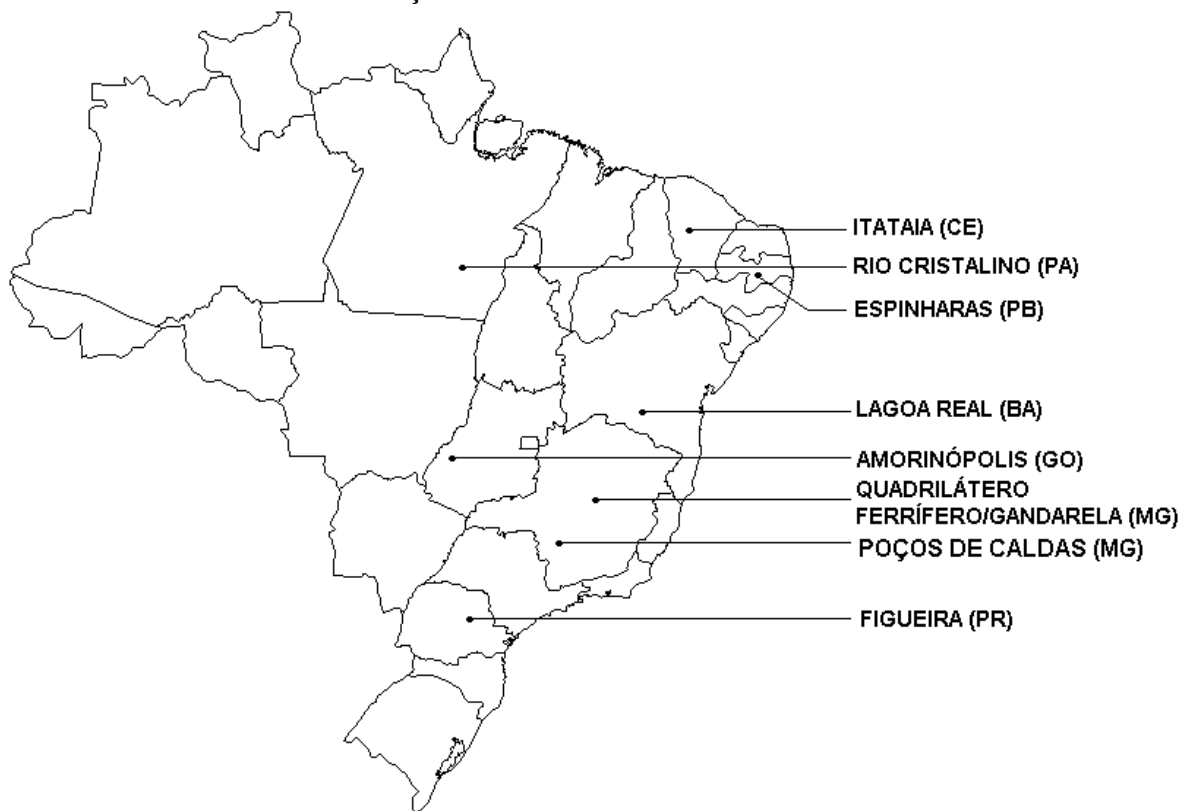 ITATAIA (CE)
RIO CRISTALINO (PA)
ESPINHARAS (PB)
LAGOA REAL (BA)
AMORINÓPOLIS (GO)
QUADRILÁTERO
FERRÍFERO/GANDARELA (MG)
POÇOS DE CALDAS (MG)
FIGUEIRA (PR)